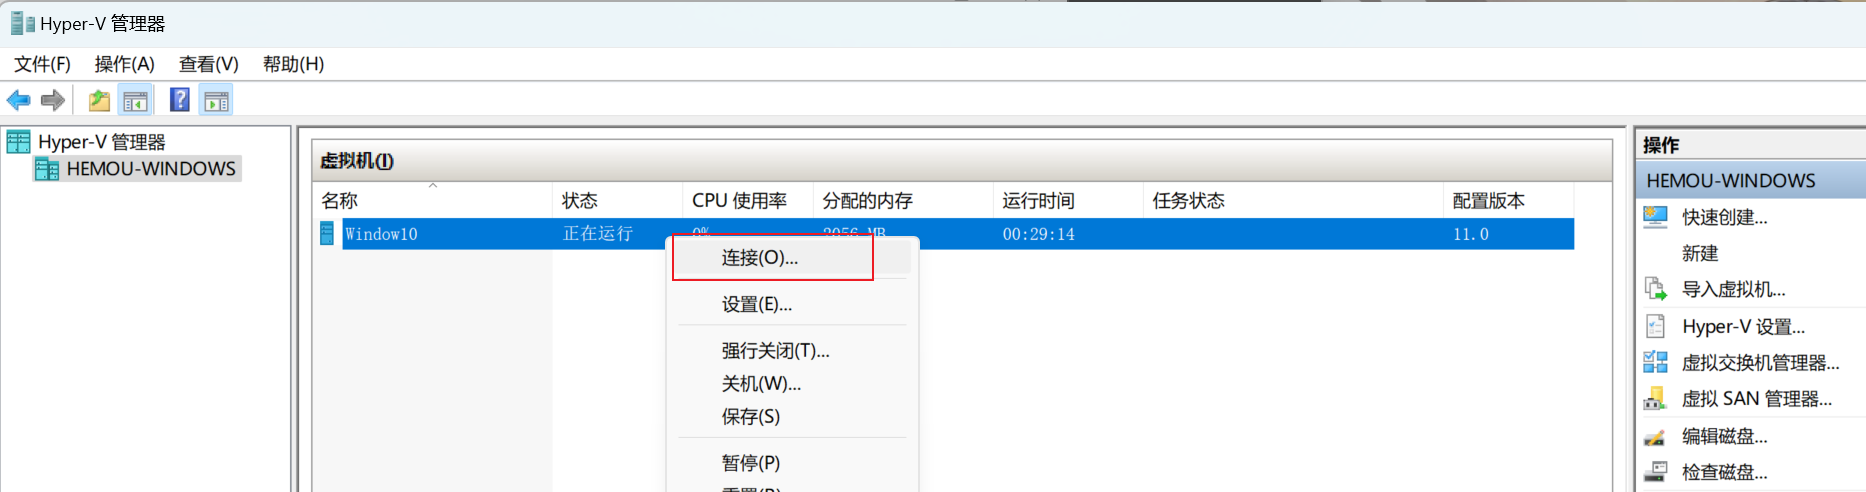 Hyper-V 管理器
文件(F) 操作(A) 查看(V) 帮助(H)
Hyper-V 管理器
HEMOU-WINDOWS
虚拟机(I)
名称 状态 CPU 使用率 分配的内存 运行时间 任务状态 配置版本
Window10 正在运行 0% 2056 MB 00:29:14 11.0
连接(O)...
设置(E)...
强行关闭(T)...
关机(W)...
保存(S)
暂停(P)
操作
HEMOU-WINDOWS
快速创建...
新建
导入虚拟机...
Hyper-V 设置...
虚拟交换机管理器...
虚拟 SAN 管理器...
编辑磁盘...
检查磁盘...